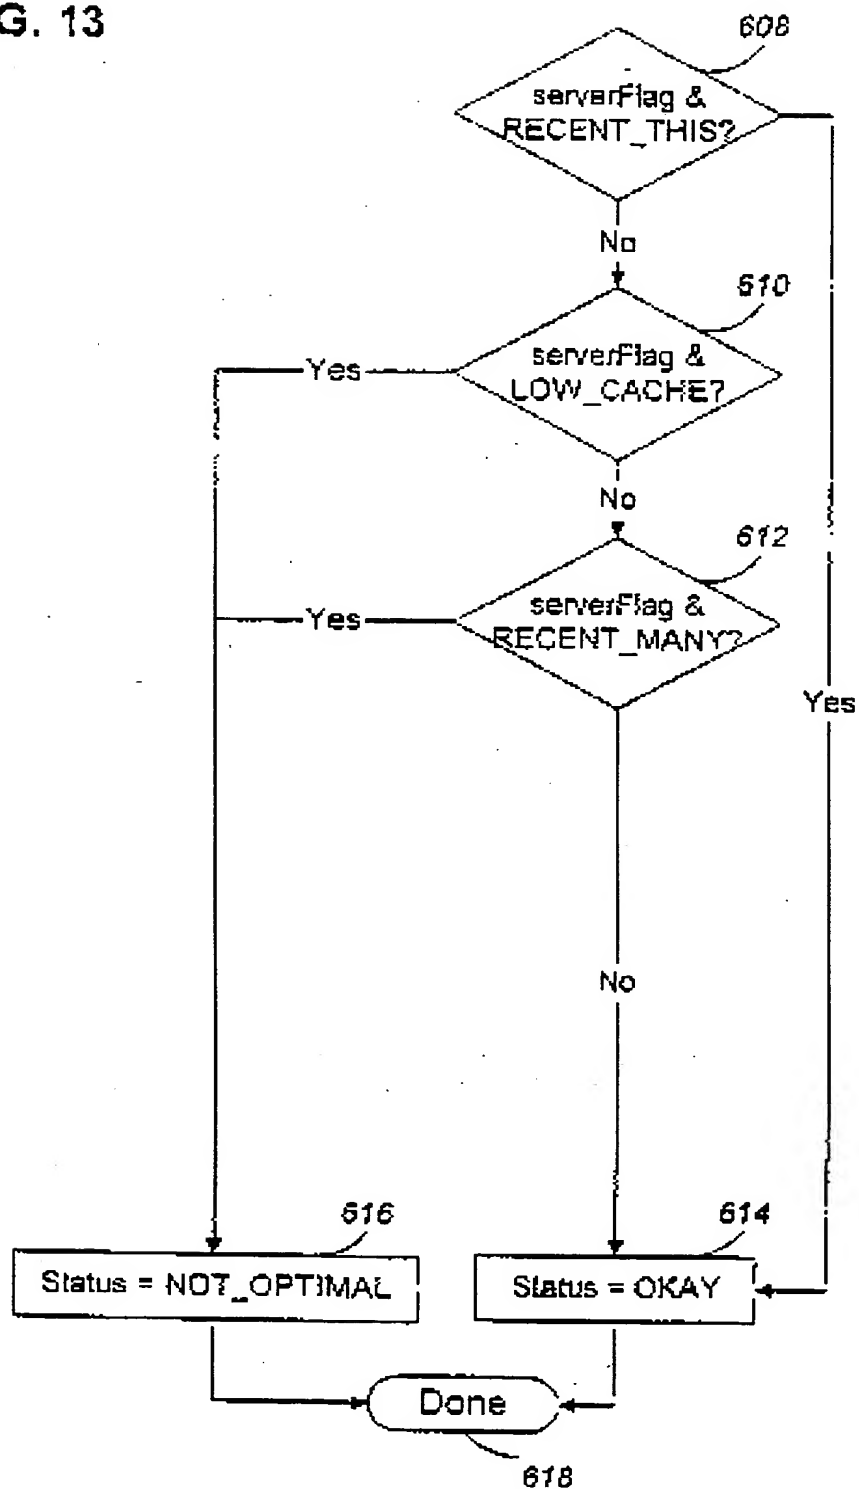 G. 13
608
serverFlag &
RECENT_THIS?
No
610
serverFlag &
LOW_CACHE?
Yes
No
612
serverFlag &
RECENT_MANY?
Yes
Yes
No
616
614
Status = NOT_OPTIMAL
Status = OKAY
Done
618